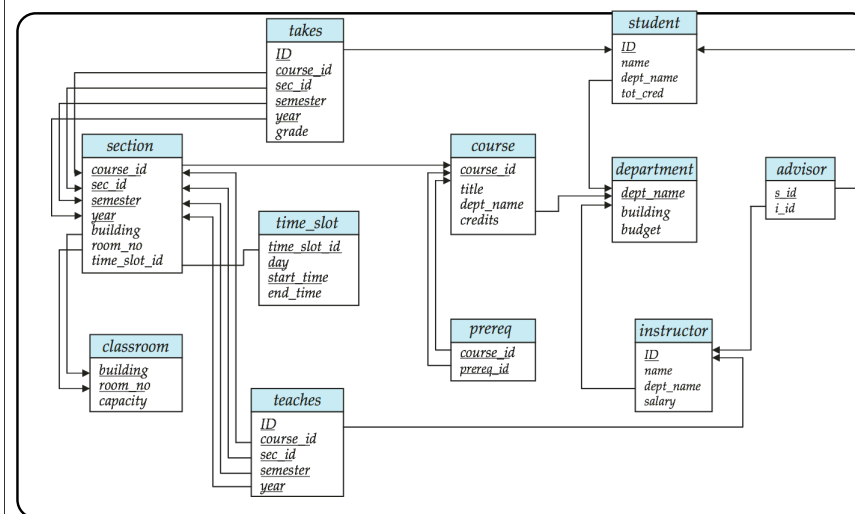 takes
ID
course_id
sec_id
semester
year
grade
student
ID
name
dept_name
tot_cred
section
course_id
sec_id
semester
year
building
room_no
time_slot_id
course
course_id
title
dept_name
credits
department
dept_name
building
budget
advisor
s_id
i_id
time_slot
time_slot_id
day
start_time
end_time
prereq
course_id
prereq_id
instructor
ID
name
dept_name
salary
classroom
building
room_no
capacity
teaches
ID
course_id
sec_id
semester
year